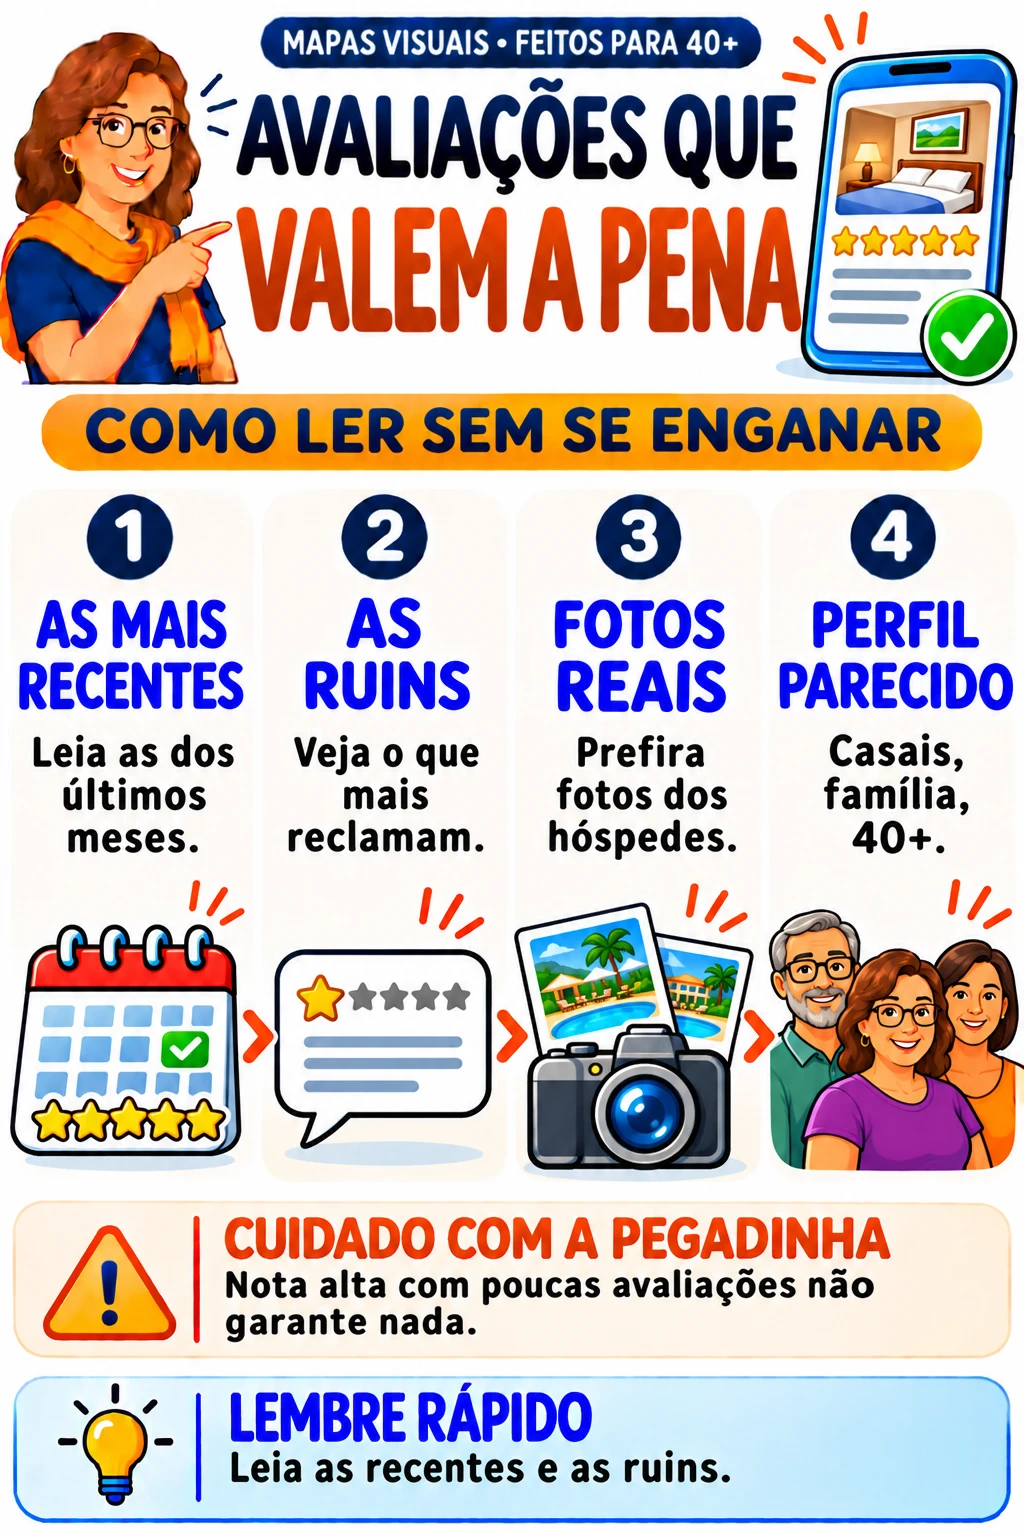 MAPAS VISUAIS • FEITOS PARA 40+
AVALIAÇÕES QUE
VALEM A PENA
COMO LER SEM SE ENGANAR
1
AS MAIS
RECENTES
Leia as dos
últimos
meses.
2
AS
RUINS
Veja o que
mais
reclamam.
3
FOTOS
REAIS
Prefira
fotos dos
hóspedes.
4
PERFIL
PARECIDO
Casais,
família,
40+.
CUIDADO COM A PEGADINHA
Nota alta com poucas avaliações não
garante nada.
LEMBRE RÁPIDO
Leia as recentes e as ruins.